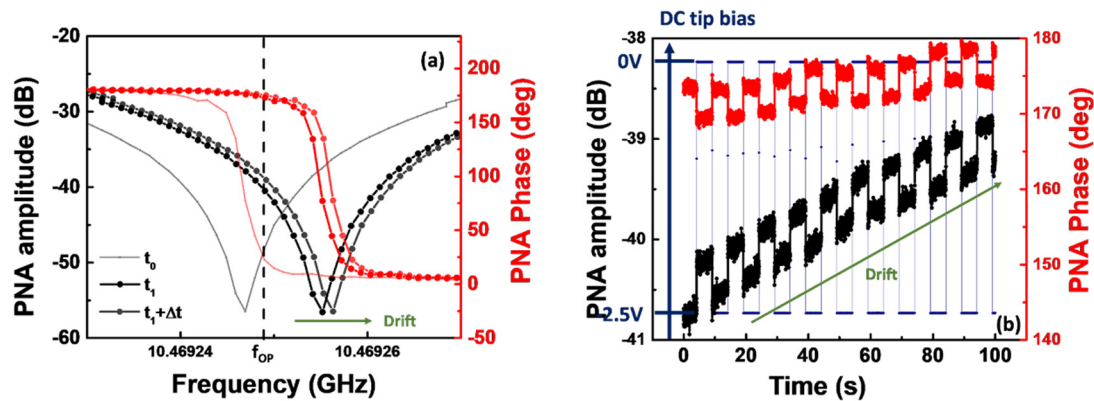 (a)
PNA amplitude (dB)
-20
-30
-40
-50
-60
10.46924
fOP
10.46926
Frequency (GHz)
PNA Phase (deg)
200
150
100
50
0
-50
t0
t1
t1+Δt
Drift
DC tip bias
(b)
PNA amplitude (dB)
-38
0V
-39
-40
-2.5V
-41
0
20
40
60
80
100
Time (s)
PNA Phase (deg)
180
170
160
150
140
Drift